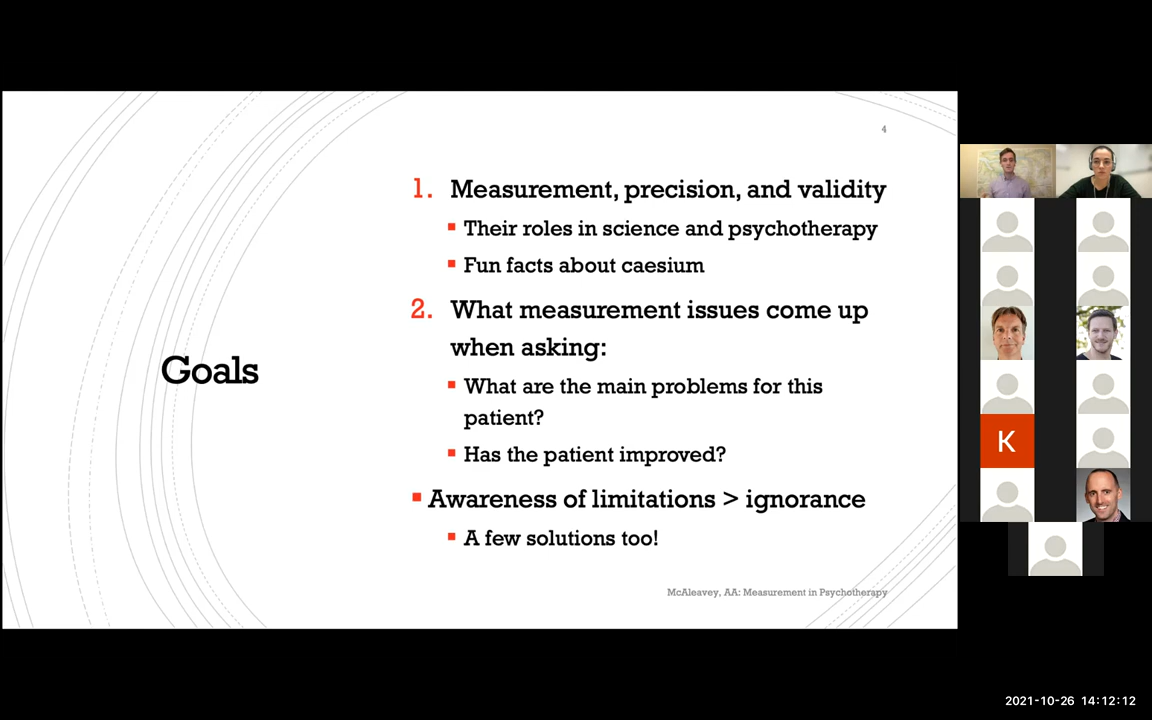 4
Goals
1. Measurement, precision, and validity
▪ Their roles in science and psychotherapy
▪ Fun facts about caesium
2. What measurement issues come up
when asking:
▪ What are the main problems for this
patient?
▪ Has the patient improved?
▪ Awareness of limitations > ignorance
▪ A few solutions too!
McAleavey, AA: Measurement in Psychotherapy
K
2021-10-26 14:12:12